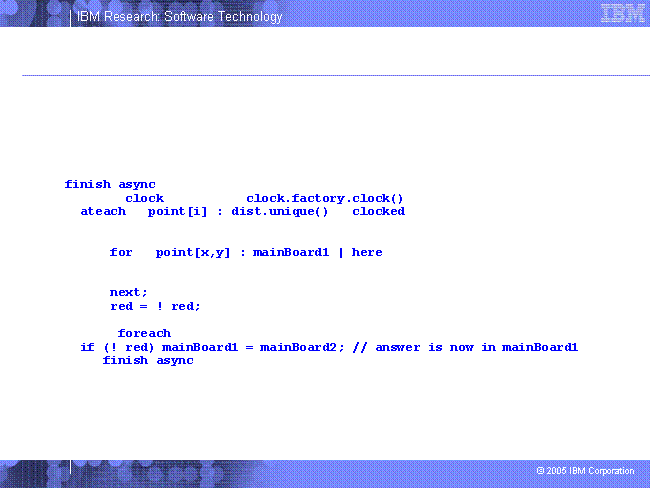 IBM Research: Software Technology
IBM
finish async
clock clock.factory.clock()
ateach point[i] : dist.unique() clocked
for point[x,y] : mainBoard1 | here
next;
red = ! red;
foreach
if (! red) mainBoard1 = mainBoard2; // answer is now in mainBoard1
finish async
© 2005 IBM Corporation